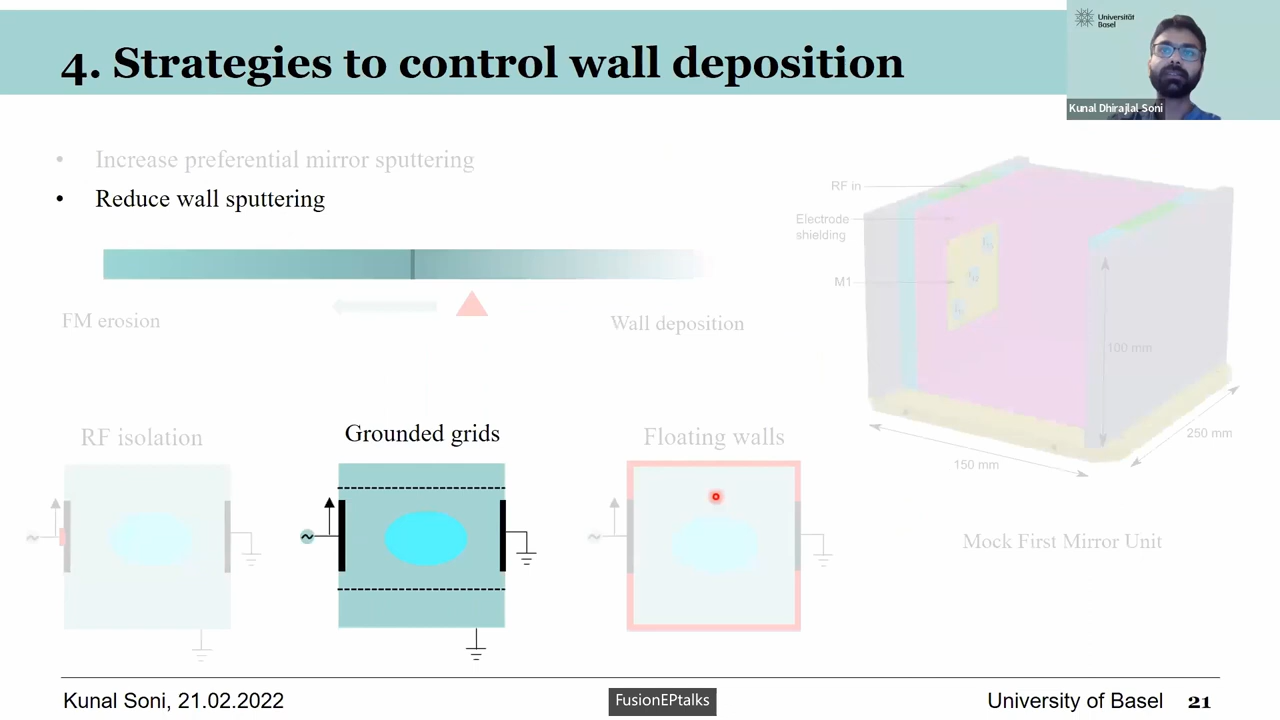 4. Strategies to control wall deposition
Universität
Basel
Kunal Dhirajlal Soni
• Increase preferential mirror sputtering
• Reduce wall sputtering
FM erosion
Wall deposition
RF in
Electrode
shielding
M1
100 mm
250 mm
150 mm
Mock First Mirror Unit
RF isolation
Grounded grids
Floating walls
~
~
~
Kunal Soni, 21.02.2022
FusionEPtalks
University of Basel 21